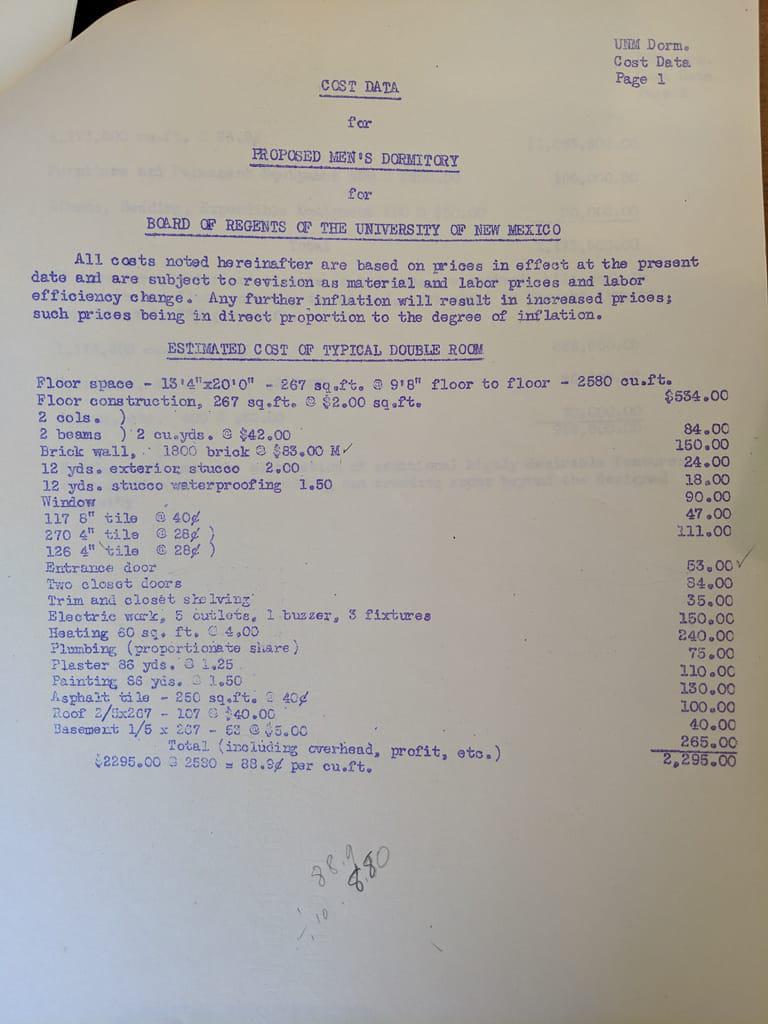 UNM Dorm.
Cost Data
Page 1
COST DATA
for
PROPOSED MEN'S DORMITORY
for
BOARD OF REGENTS OF THE UNIVERSITY OF NEW MEXICO
All costs noted hereinafter are based on prices in effect at the present
date and are subject to revision as material and labor prices and labor
efficiency change. Any further inflation will result in increased prices;
such prices being in direct proportion to the degree of inflation.
ESTIMATED COST OF TYPICAL DOUBLE ROOM
Floor space - 13'4"x20'0" - 267 sq.ft. @ 9'8" floor to floor - 2580 cu.ft.
Floor construction, 267 sq.ft. @ $2.00 sq.ft. $534.00
2 cols. )
2 beams ) 2 cu.yds. @ $42.00 84.00
Brick wall, 1800 brick @ $83.00 M✓ 150.00
12 yds. exterior stucco 2.00 24.00
12 yds. stucco waterproofing 1.50 18.00
Window 90.00
117 8" tile @ 40¢ 47.00
270 4" tile @ 28¢ ) 111.00
126 4" tile @ 28¢ )
Entrance door 53.00✓
Two closet doors 84.00
Trim and closet shelving 35.00
Electric work, 5 outlets, 1 buzzer, 3 fixtures 150.00
Heating 60 sq. ft. @ 4.00 240.00
Plumbing (proportionate share) 75.00
Plaster 86 yds. @ 1.25 110.00
Painting 86 yds. @ 1.50 130.00
Asphalt tile - 250 sq.ft. @ 40¢ 100.00
Roof 2/5x267 - 107 @ $40.00 40.00
Basement 1/5 x 267 - 53 @ $5.00 265.00
Total (including overhead, profit, etc.) 2,295.00
$2295.00 @ 2580 = 88.9¢ per cu.ft.
88.9
8.80
.10